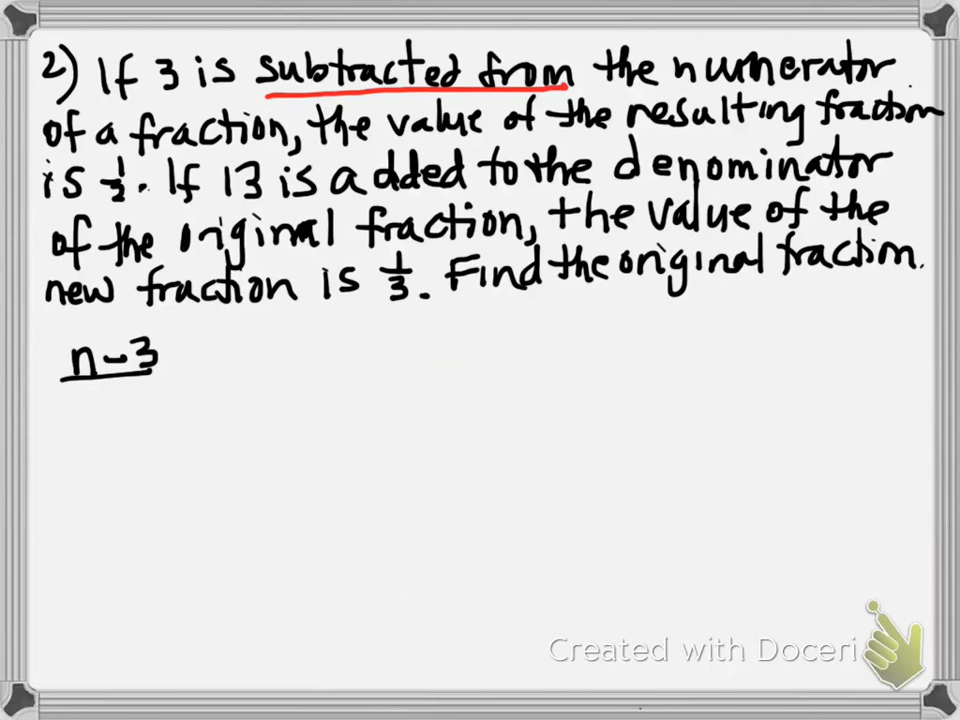 2) If 3 is subtracted from the numerator
of a fraction, the value of the resulting fraction
is 1/2. If 13 is added to the denominator
of the original fraction, the value of the
new fraction is 1/3. Find the original fraction.
n-3
Created with Doceri